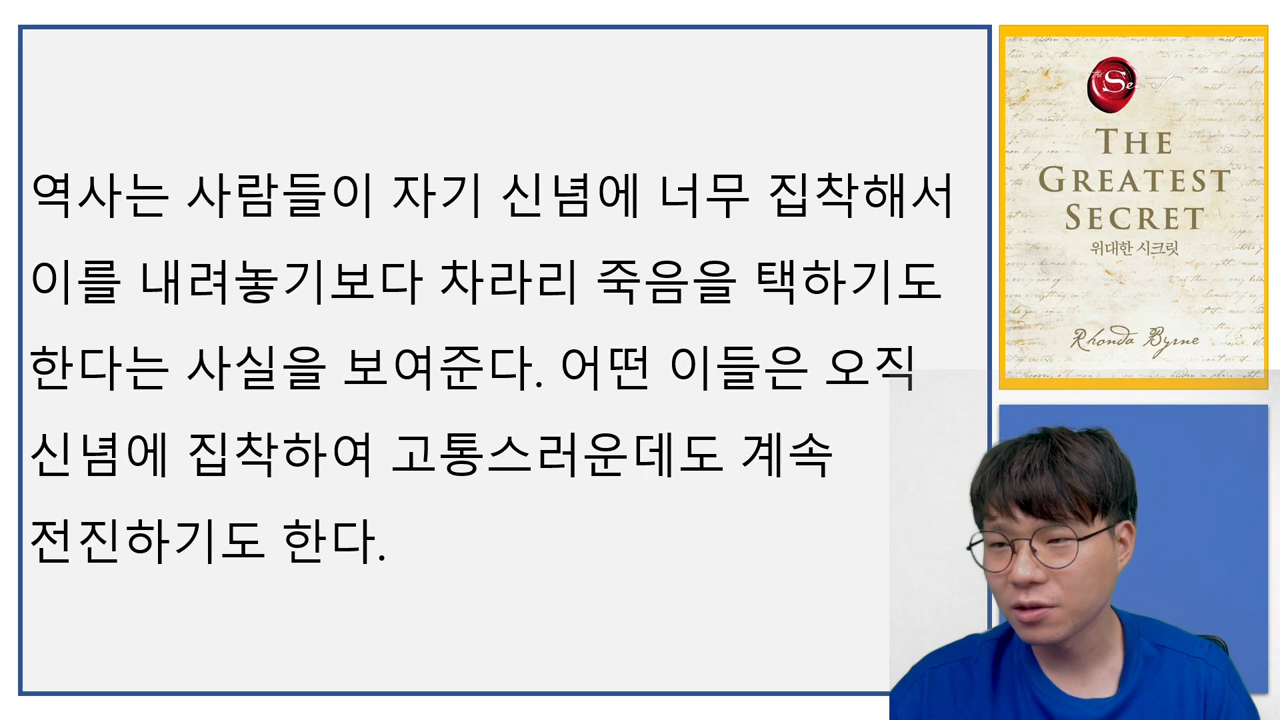 역사는 사람들이 자기 신념에 너무 집착해서
이를 내려놓기보다 차라리 죽음을 택하기도
한다는 사실을 보여준다. 어떤 이들은 오직
신념에 집착하여 고통스러운데도 계속
전진하기도 한다.
The Secret
THE
GREATEST
SECRET
위대한 시크릿
Rhonda Byrne